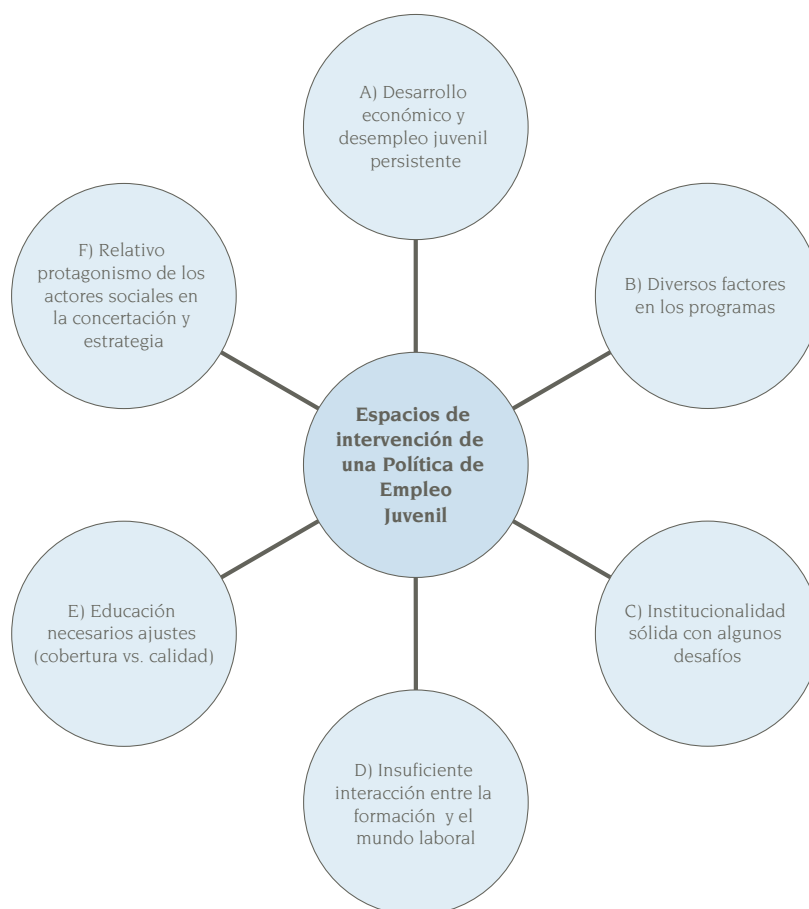 A) Desarrollo
económico y
desempleo juvenil
persistente
B) Diversos factores
en los programas
C) Institucionalidad
sólida con algunos
desafíos
D) Insuficiente
interacción entre la
formación y el
mundo laboral
E) Educación
necesarios ajustes
(cobertura vs. calidad)
F) Relativo
protagonismo de los
actores sociales en
la concertación y
estrategia
Espacios de
intervención de
una Política de
Empleo
Juvenil